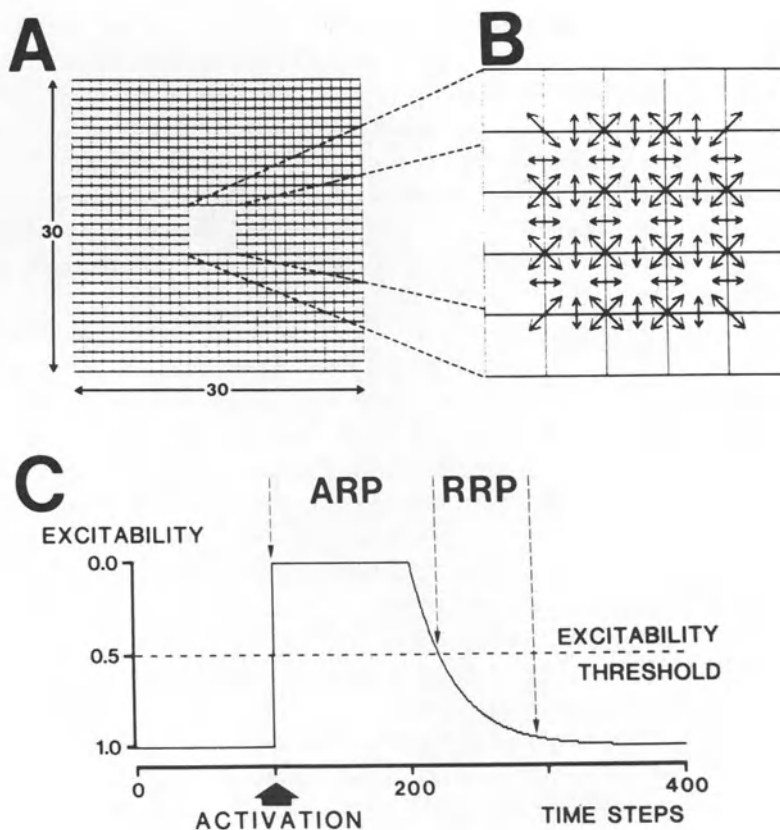 A
B
30
30
C
ARP RRP
EXCITABILITY
0.0
0.5
1.0
EXCITABILITY
THRESHOLD
0 200 400
ACTIVATION
TIME STEPS